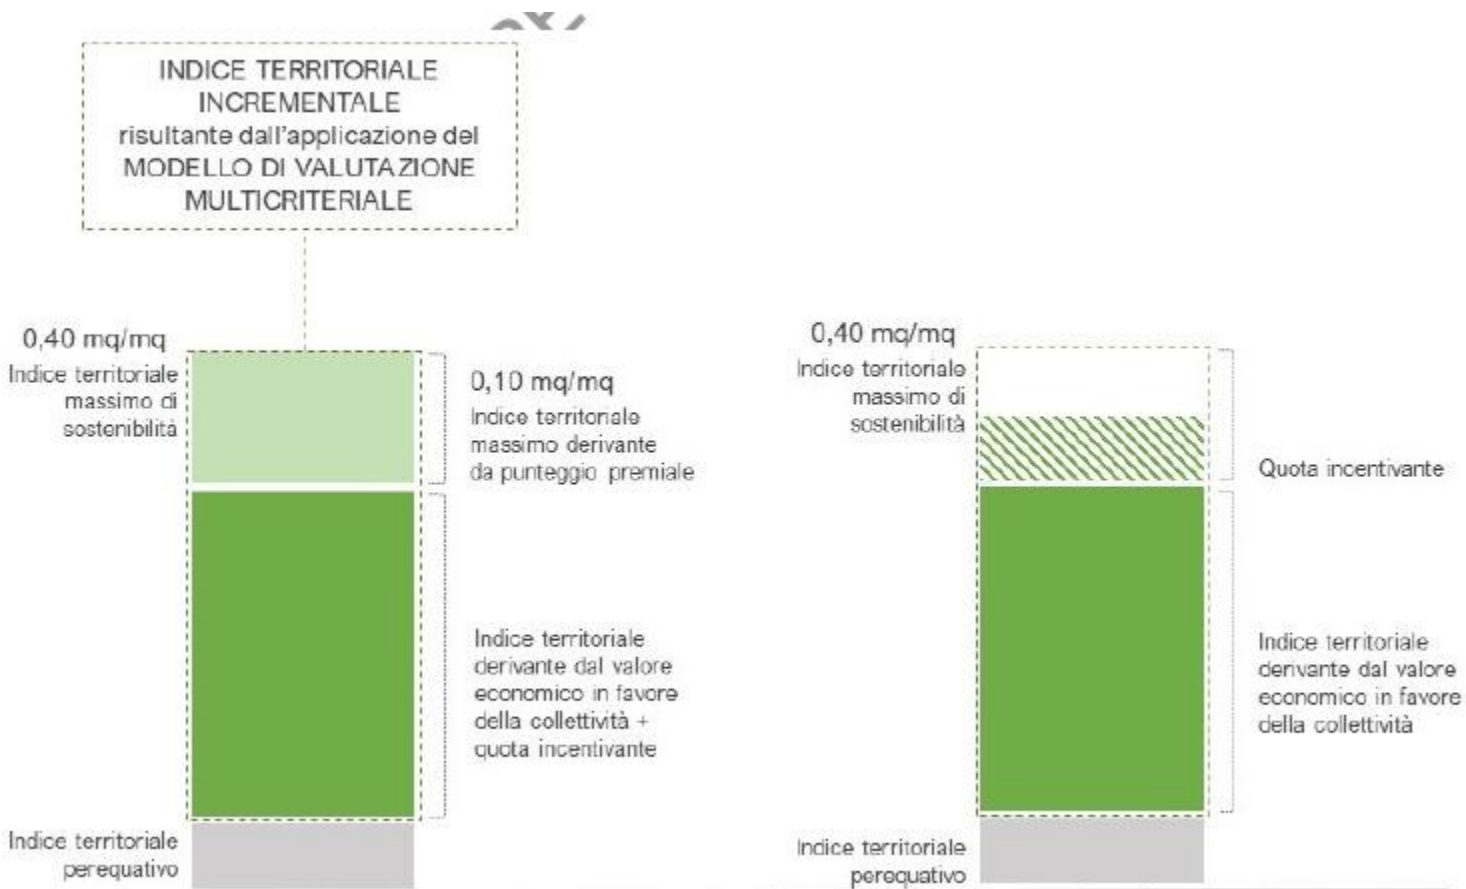 INDICE TERRITORIALE
INCREMENTALE
risultante dall'applicazione del
MODELLO DI VALUTAZIONE
MULTICRITERIALE
0,40 mq/mq
Indice territoriale
massimo di
sostenibilità
0,10 mq/mq
Indice territoriale
massimo derivante
da punteggio premiale
Indice territoriale
derivante dal valore
economico in favore
della collettività +
quota incentivante
Indice territoriale
perequativo
0,40 mq/mq
Indice territoriale
massimo di
sostenibilità
Quota incentivante
Indice territoriale
derivante dal valore
economico in favore
della collettività
Indice territoriale
perequativo